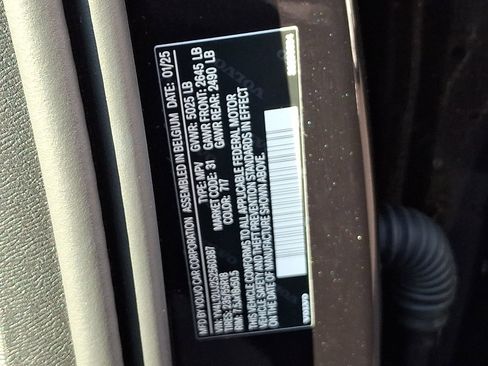 MFG BY VOLVO CAR CORPORATION ASSEMBLED IN BELGIUM DATE: 01/25
GVWR: 5025 LB
GAWR FRONT: 2645 LB
GAWR REAR: 2490 LB
TYPE: MPV
MARKET CODE: 31
COLOR: 717
THIS VEHICLE CONFORMS TO ALL APPLICABLE FEDERAL MOTOR
VEHICLE SAFETY AND THEFT PREVENTION STANDARDS IN EFFECT
ON THE DATE OF MANUFACTURE SHOWN ABOVE.
VOLVO